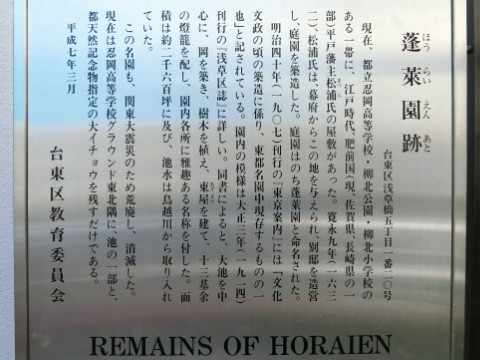 蓬萊園跡
ほう らい えん あと
台東区浅草橋五丁目一番二〇号
現在、都立忍岡高等学校・柳北公園・柳北小学校の
ある一帯に、江戸時代、肥前国(現、佐賀県、長崎県の一
部)平戸藩主松浦氏の屋敷があった。寛永九年(一六三
二)、松浦氏は幕府からこの地を与えられ、別邸を造営
し、庭園を築造した。庭園はのち蓬萊園と命名された。
明治四十年(一九〇七)刊行の『東京案内』には「文化
文政の頃の築造に係り、東都名園中現存するものの一
也」と記されている。園内の模様は大正三年(一九一四)
刊行の『浅草区誌』に詳しい。同書によると、大池を中
心に、岡を築き、樹木を植え、東屋を建て、十三基余
の燈籠を配し、園内各所に雅趣ある名称を付した。面
積は約二千六百坪に及び、池水は鳥越川から取り入れ
ていた。
この名園も、関東大震災のため荒廃し、消滅した。
現在は忍岡高等学校グラウンド東北隅に、池の一部と、
都天然記念物指定の大イチョウを残すだけである。
平成七年三月
台東区教育委員会
REMAINS OF HORAIEN